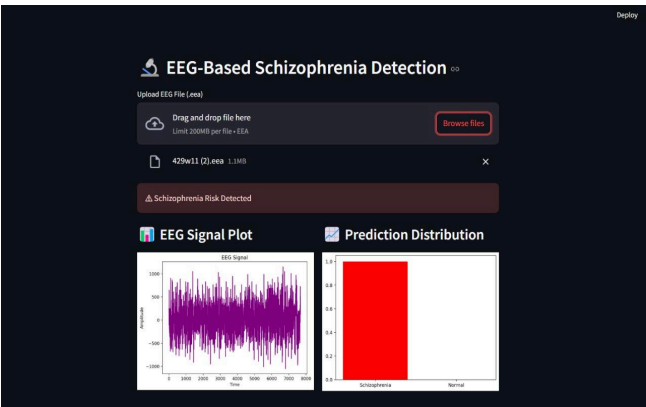 Deploy
EEG-Based Schizophrenia Detection
Upload EEG File (.eea)
Drag and drop file here
Limit 200MB per file • EEA
Browse files
429w11 (2).eea 1.1MB
Schizophrenia Risk Detected
EEG Signal Plot
Prediction Distribution
EEG Signal
1000
500
0
−500
−1000
Amplitude
0 1000 2000 3000 4000 5000 6000 7000 8000
Time
1.0
0.8
0.6
0.4
0.2
0.0
Schizophrenia Normal